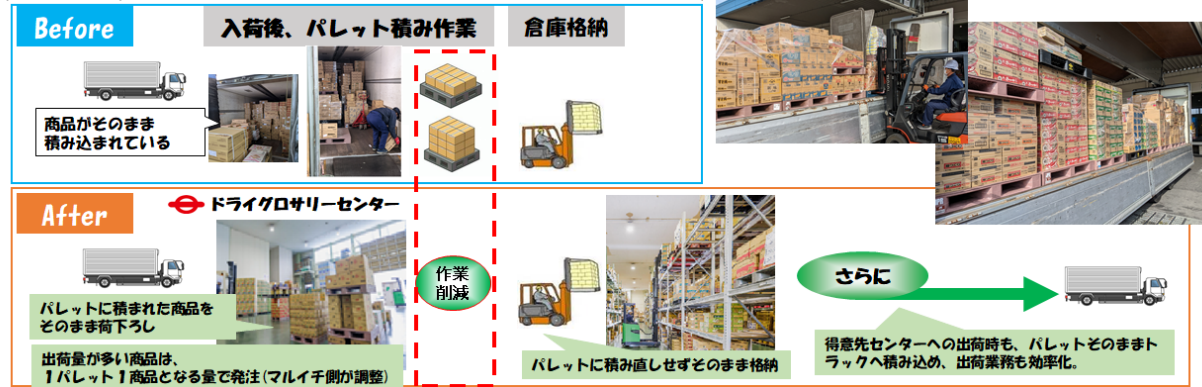 Before
入荷後、パレット積み作業
倉庫格納
商品がそのまま
積み込まれている
After
ドライグロサリーセンター
パレットに積まれた商品を
そのまま荷下ろし
出荷量が多い商品は、
１パレット１商品となる量で発注(マルイチ側が調整)
作業
削減
パレットに積み直しせずそのまま格納
さらに
得意先センターへの出荷時も、パレットそのままト
ラックへ積み込め、出荷業務も効率化。